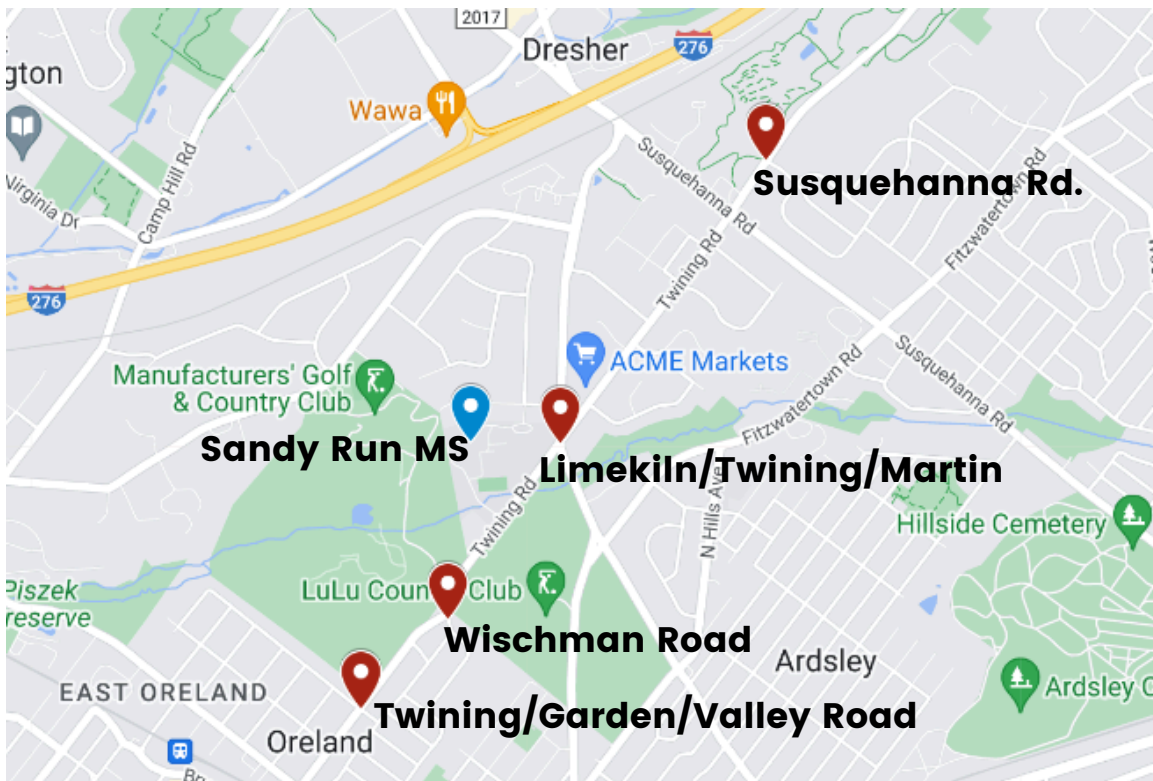 2017
Dresher
276
gton
Wawa
Camp Hill Rd
Susquehanna Rd
Susquehanna Rd.
Virginia Dr
Fitzwatertown Rd
Twining Rd
276
ACME Markets
Manufacturers' Golf
& Country Club
Susquehanna Rd
Fitzwatertown Rd
Sandy Run MS
Limekiln/Twining/Martin
Twining Rd
N Hills Ave
Hillside Cemetery
Piszek
reserve
LuLu Coun Club
Wischman Road
Ardsley
EAST ORELAND
Ardsley C
Twining/Garden/Valley Road
Oreland